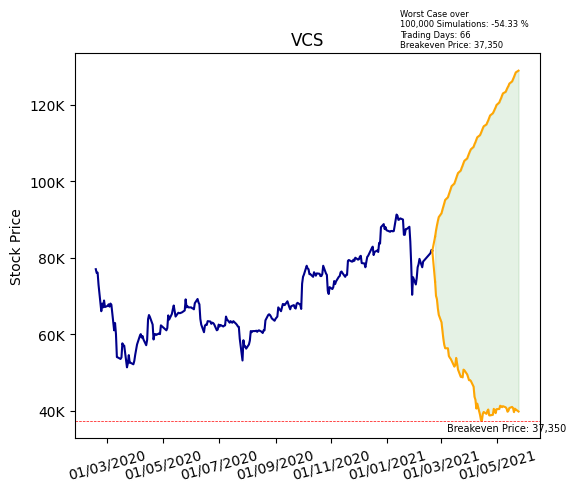 Worst Case over
100,000 Simulations: -54.33 %
Trading Days: 66
Breakeven Price: 37,350
VCS
Stock Price
120K
100K
80K
60K
40K
Breakeven Price: 37,350
01/03/2020
01/05/2020
01/07/2020
01/09/2020
01/11/2020
01/01/2021
01/03/2021
01/05/2021